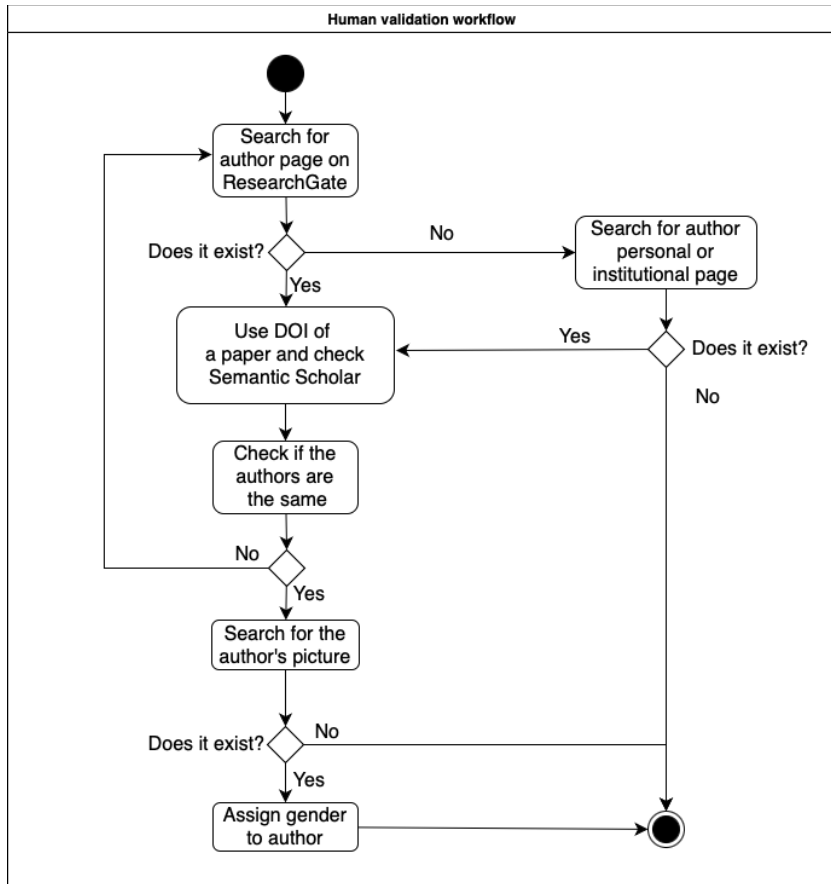 Human validation workflow
Search for
author page on
ResearchGate
Does it exist?
No
Yes
Search for author
personal or
institutional page
Use DOI of
a paper and check
Semantic Scholar
Yes
Does it exist?
No
Check if the
authors are
the same
No
Yes
Search for the
author's picture
Does it exist?
No
Yes
Assign gender
to author